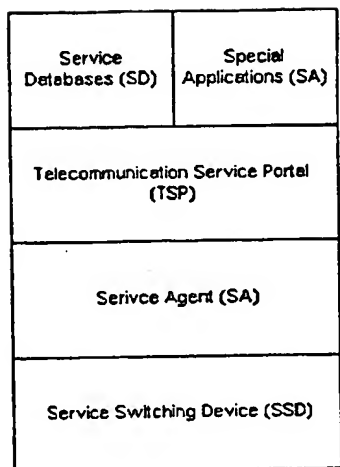 Service
Databases (SD)
Special
Applications (SA)
Telecommunication Service Portal
(TSP)
Serivce Agent (SA)
Service Switching Device (SSD)